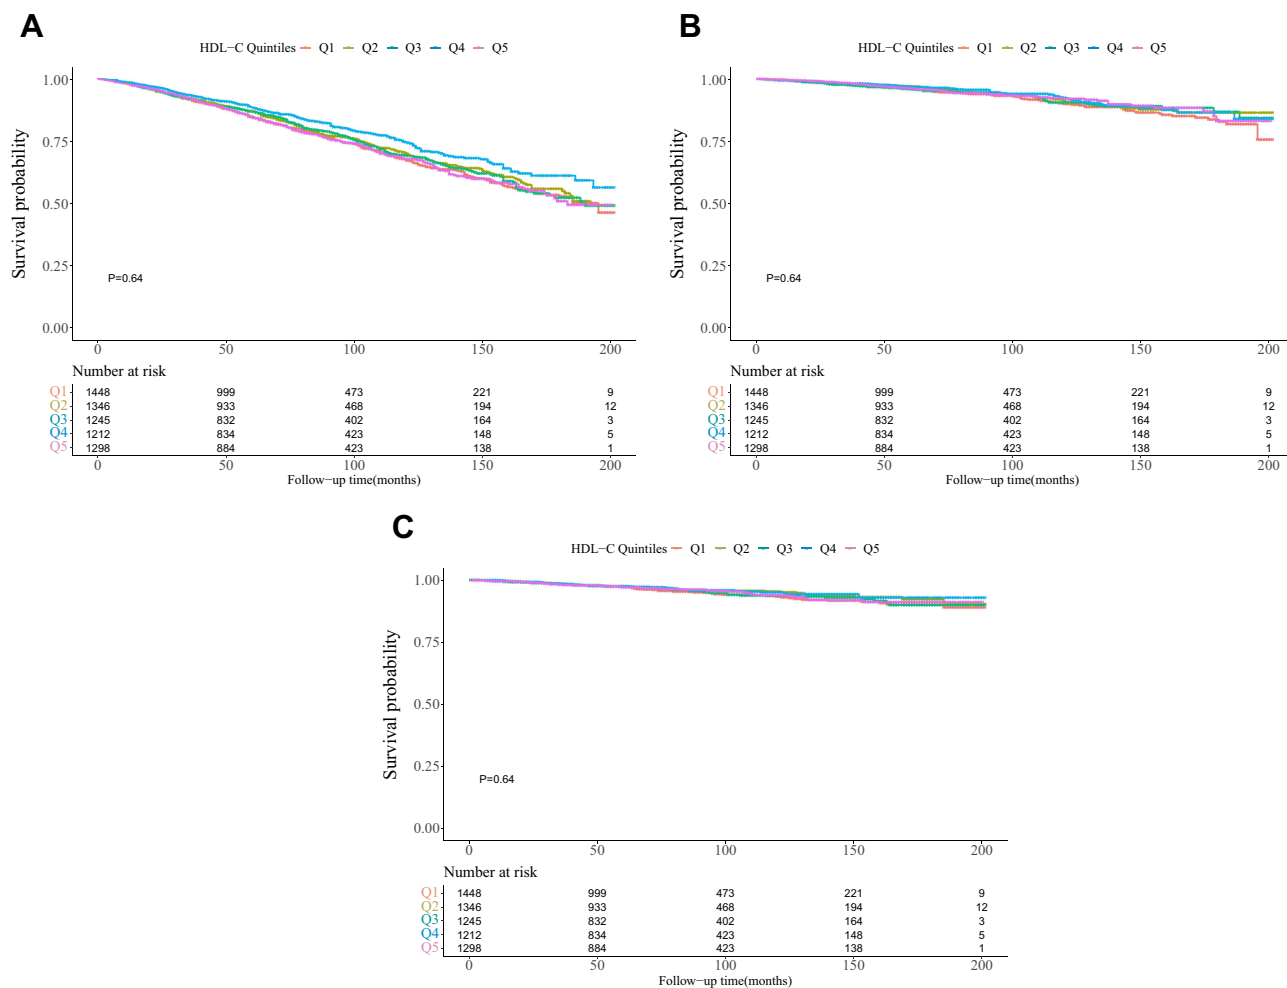 A
HDL−C Quintiles Q1 Q2 Q3 Q4 Q5
Survival probability
1.00
0.75
0.50
0.25
0.00
P=0.64
0 50 100 150 200
Number at risk
Q1 1448 999 473 221 9
Q2 1346 933 468 194 12
Q3 1245 832 402 164 3
Q4 1212 834 423 148 5
Q5 1298 884 423 138 1
0 50 100 150 200
Follow−up time(months)
B
HDL−C Quintiles Q1 Q2 Q3 Q4 Q5
Survival probability
1.00
0.75
0.50
0.25
0.00
P=0.64
0 50 100 150 200
Number at risk
Q1 1448 999 473 221 9
Q2 1346 933 468 194 12
Q3 1245 832 402 164 3
Q4 1212 834 423 148 5
Q5 1298 884 423 138 1
0 50 100 150 200
Follow−up time(months)
C
HDL−C Quintiles Q1 Q2 Q3 Q4 Q5
Survival probability
1.00
0.75
0.50
0.25
0.00
P=0.64
0 50 100 150 200
Number at risk
Q1 1448 999 473 221 9
Q2 1346 933 468 194 12
Q3 1245 832 402 164 3
Q4 1212 834 423 148 5
Q5 1298 884 423 138 1
0 50 100 150 200
Follow−up time(months)